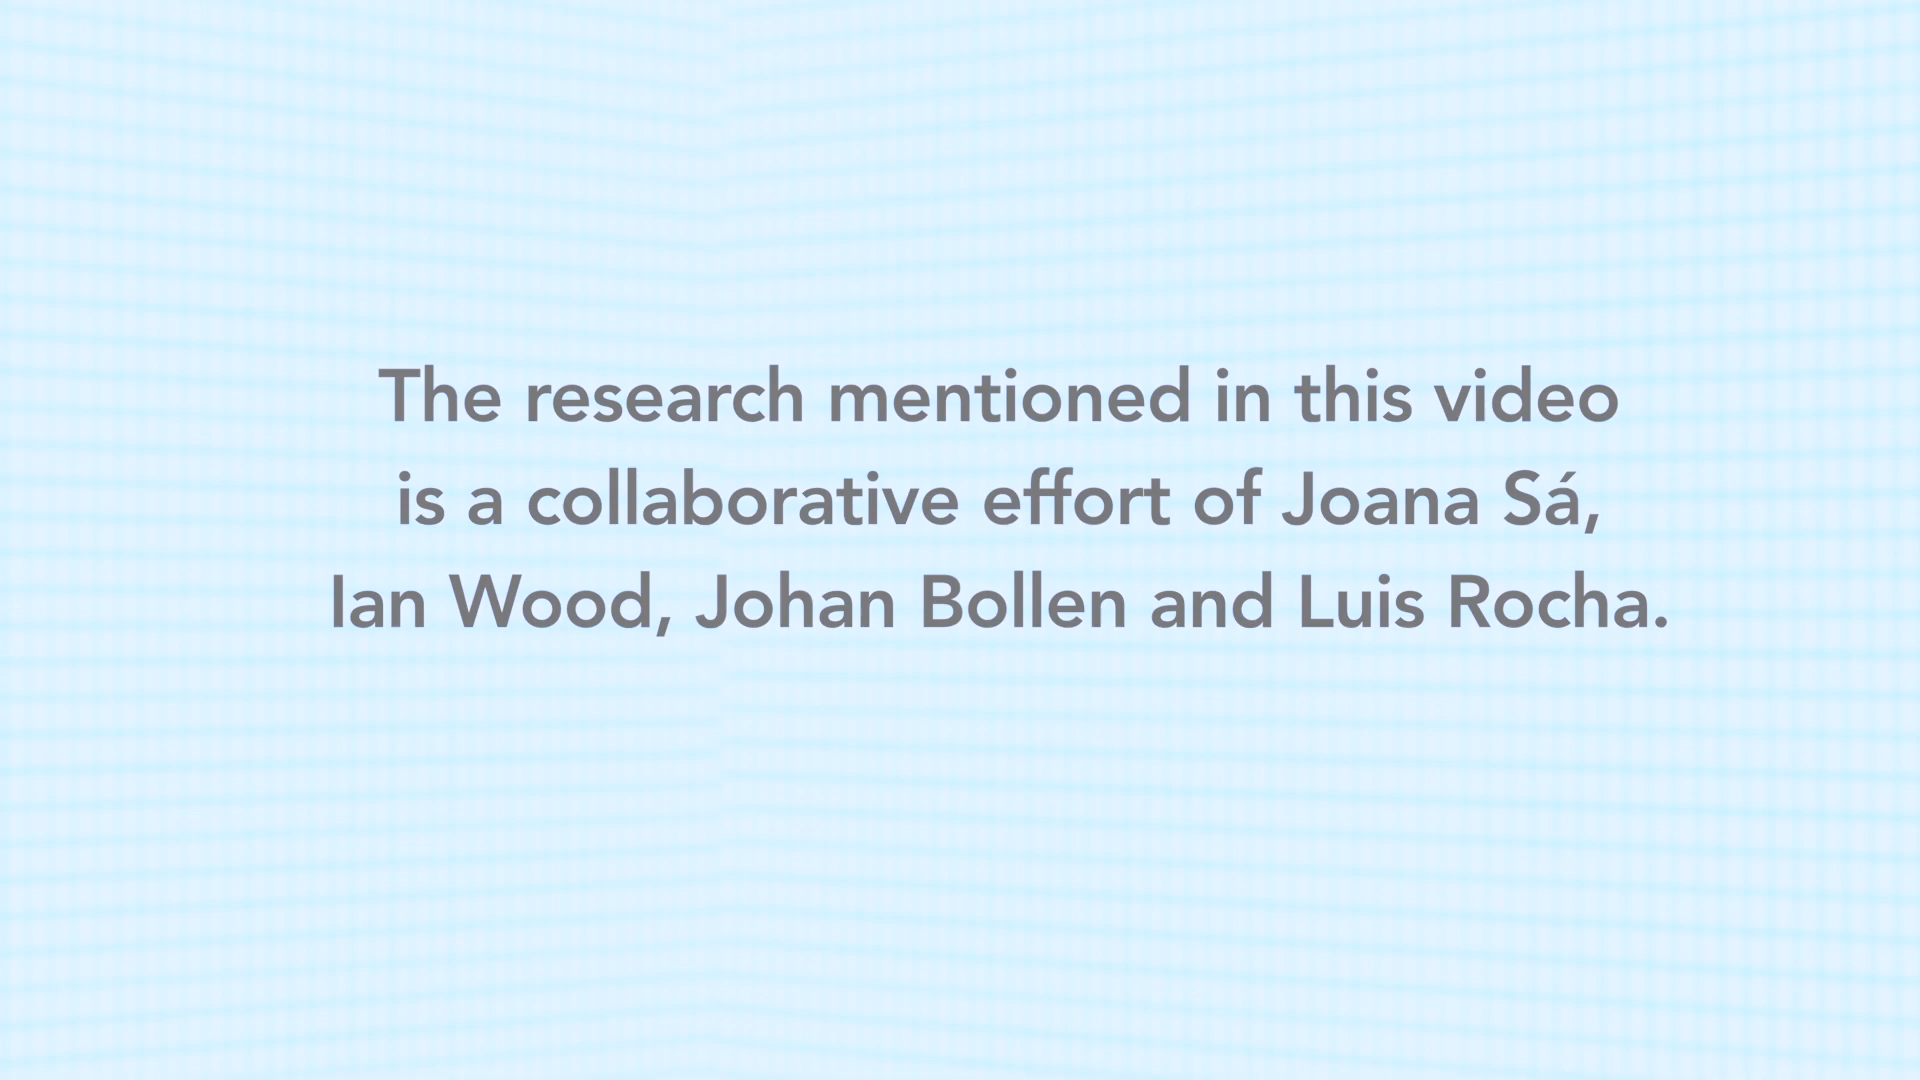 The research mentioned in this video
is a collaborative effort of Joana Sá,
Ian Wood, Johan Bollen and Luis Rocha.